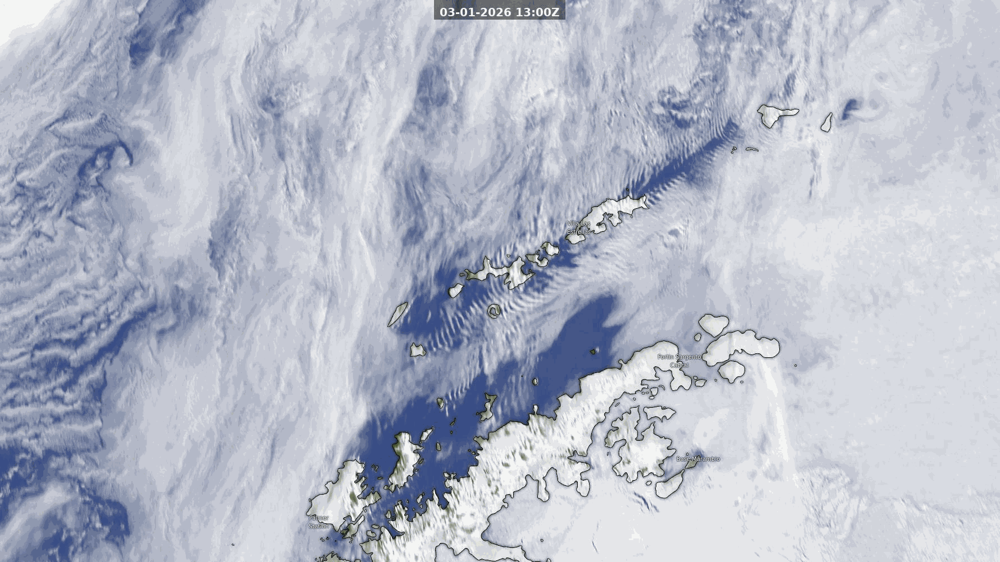 03-01-2026 13:00Z
Villa Las
Estrellas
Fortín Sargento
Cabral
Base Marambio
Palmer
Station